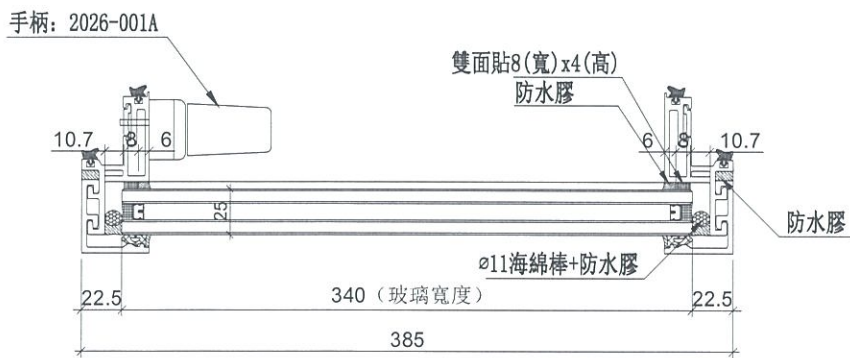 手柄: 2026-001A
雙面貼8(寬)x4(高)
防水膠
10.7
8
6
6
8
10.7
25
防水膠
ø11海綿棒+防水膠
22.5
340 (玻璃寬度)
22.5
385